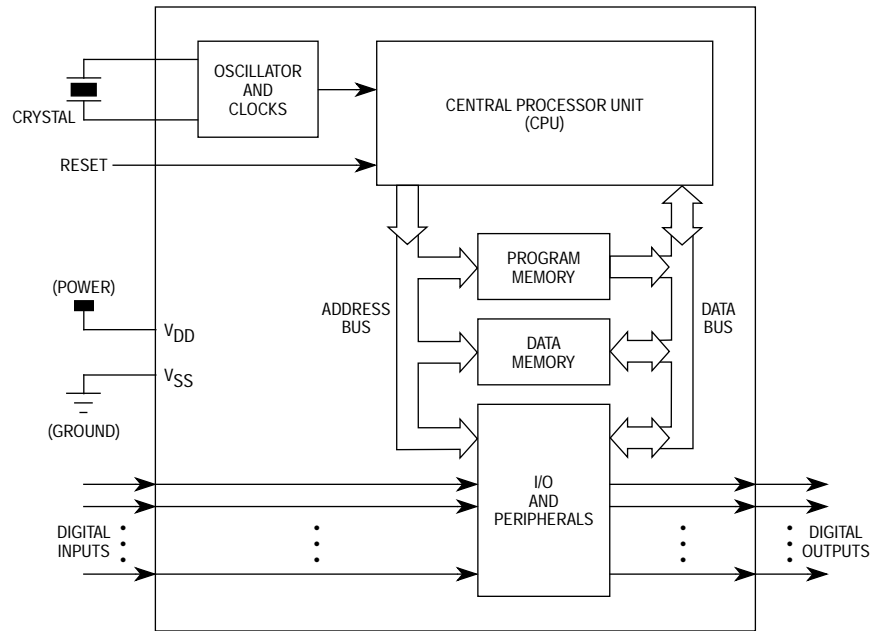 OSCILLATOR
AND
CLOCKS
CENTRAL PROCESSOR UNIT
(CPU)
CRYSTAL
RESET
PROGRAM
MEMORY
(POWER)
ADDRESS
BUS
DATA
BUS
VDD
DATA
MEMORY
VSS
(GROUND)
I/O
AND
PERIPHERALS
DIGITAL
INPUTS
DIGITAL
OUTPUTS